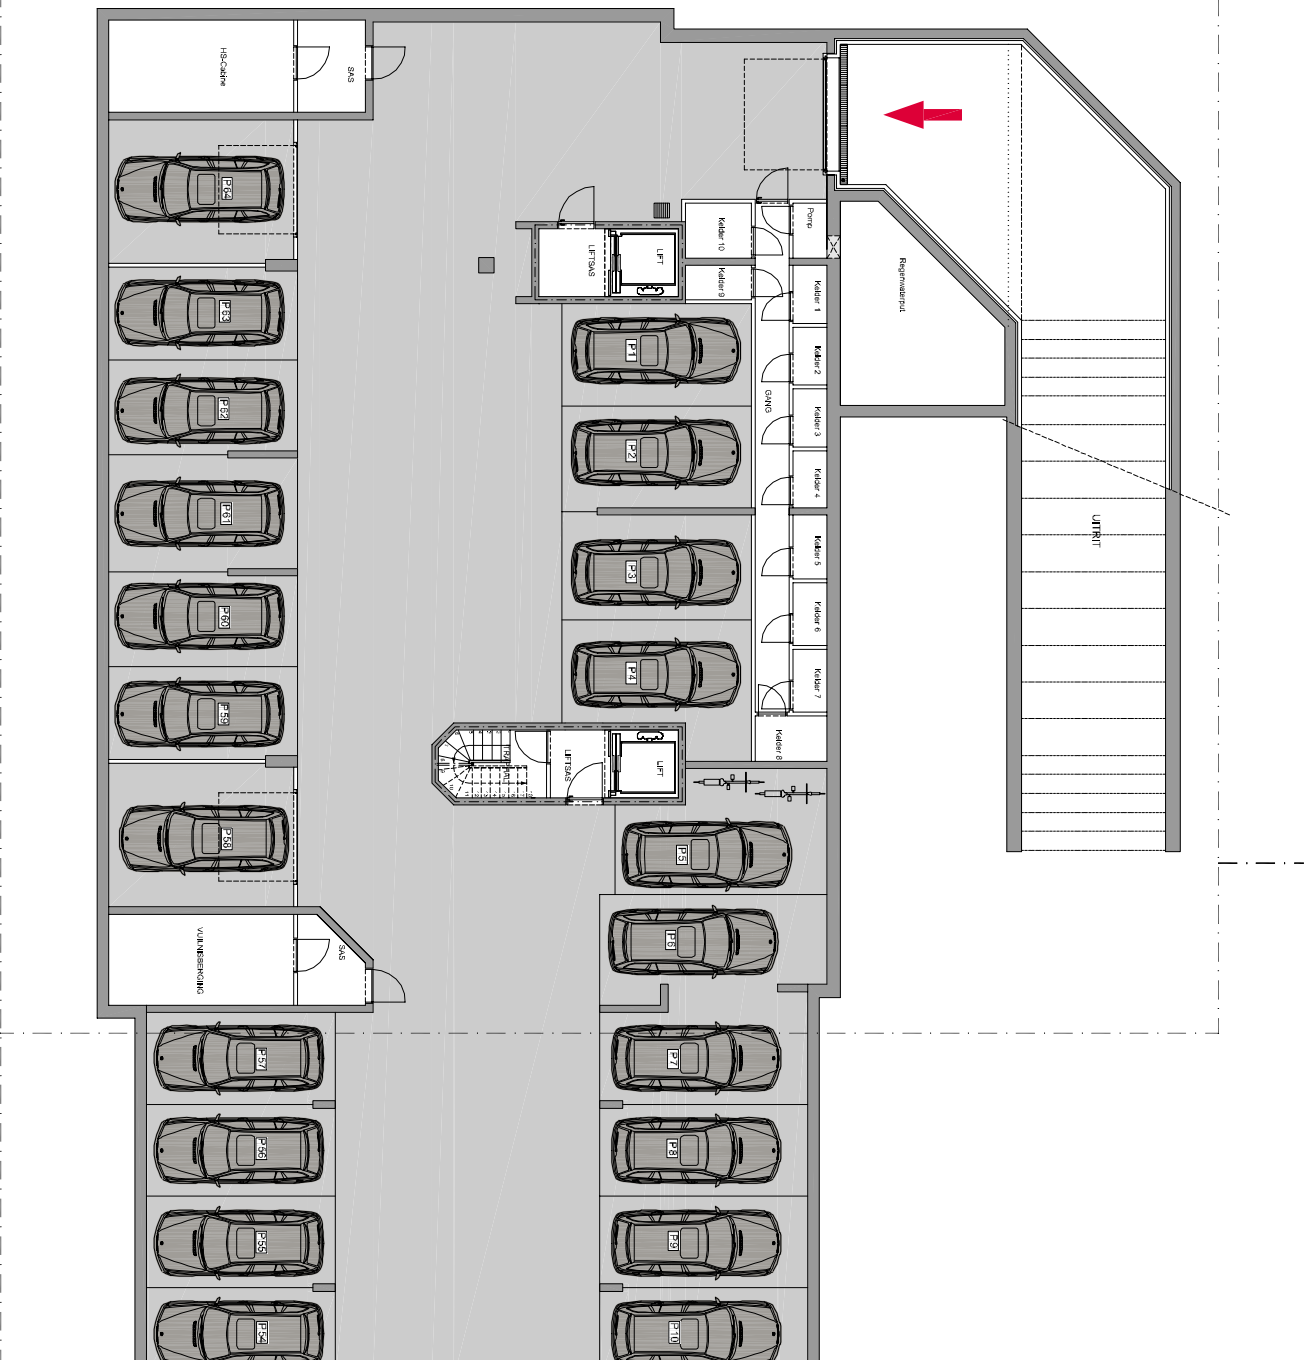 HS-Cabine
SAS
P64
P63
P62
P61
P60
P59
P58
VUILNISBERGING
SAS
P57
P56
P55
P54
LIFTSAS
LIFT
Kelder 10
Kelder 9
Pomp
Kelder 1
Kelder 2
Kelder 3
Kelder 4
Kelder 5
Kelder 6
Kelder 7
Kelder 8
GANG
Regenwaterput
UITRIT
P1
P2
P3
P4
TRAPHAL
LIFTSAS
LIFT
P5
P6
P7
P8
P9
P10